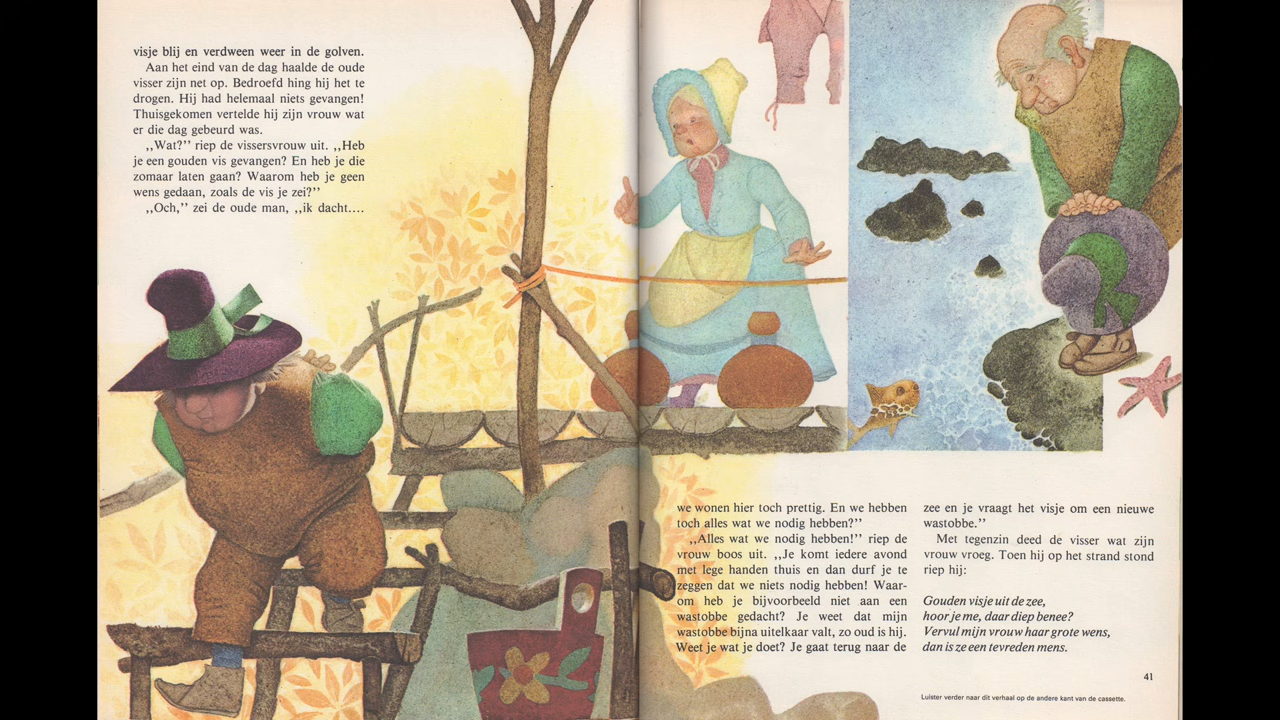 visje blij en verdween weer in de golven.
Aan het eind van de dag haalde de oude
visser zijn net op. Bedroefd hing hij het te
drogen. Hij had helemaal niets gevangen!
Thuisgekomen vertelde hij zijn vrouw wat
er die dag gebeurd was.
,,Wat?’’ riep de vissersvrouw uit. ,,Heb
je een gouden vis gevangen? En heb je die
zomaar laten gaan? Waarom heb je geen
wens gedaan, zoals de vis je zei?’’
,,Och,’’ zei de oude man, ,,ik dacht....
we wonen hier toch prettig. En we hebben
toch alles wat we nodig hebben?’’
,,Alles wat we nodig hebben!’’ riep de
vrouw boos uit. ,,Je komt iedere avond
met lege handen thuis en dan durf je te
zeggen dat we niets nodig hebben! Waar-
om heb je bijvoorbeeld niet aan een
wastobbe gedacht? Je weet dat mijn
wastobbe bijna uitelkaar valt, zo oud is hij.
Weet je wat je doet? Je gaat terug naar de
zee en je vraagt het visje om een nieuwe
wastobbe.’’
Met tegenzin deed de visser wat zijn
vrouw vroeg. Toen hij op het strand stond
riep hij:
Gouden visje uit de zee,
hoor je me, daar diep benee?
Vervul mijn vrouw haar grote wens,
dan is ze een tevreden mens.
41
Luister verder naar dit verhaal op de andere kant van de cassette.